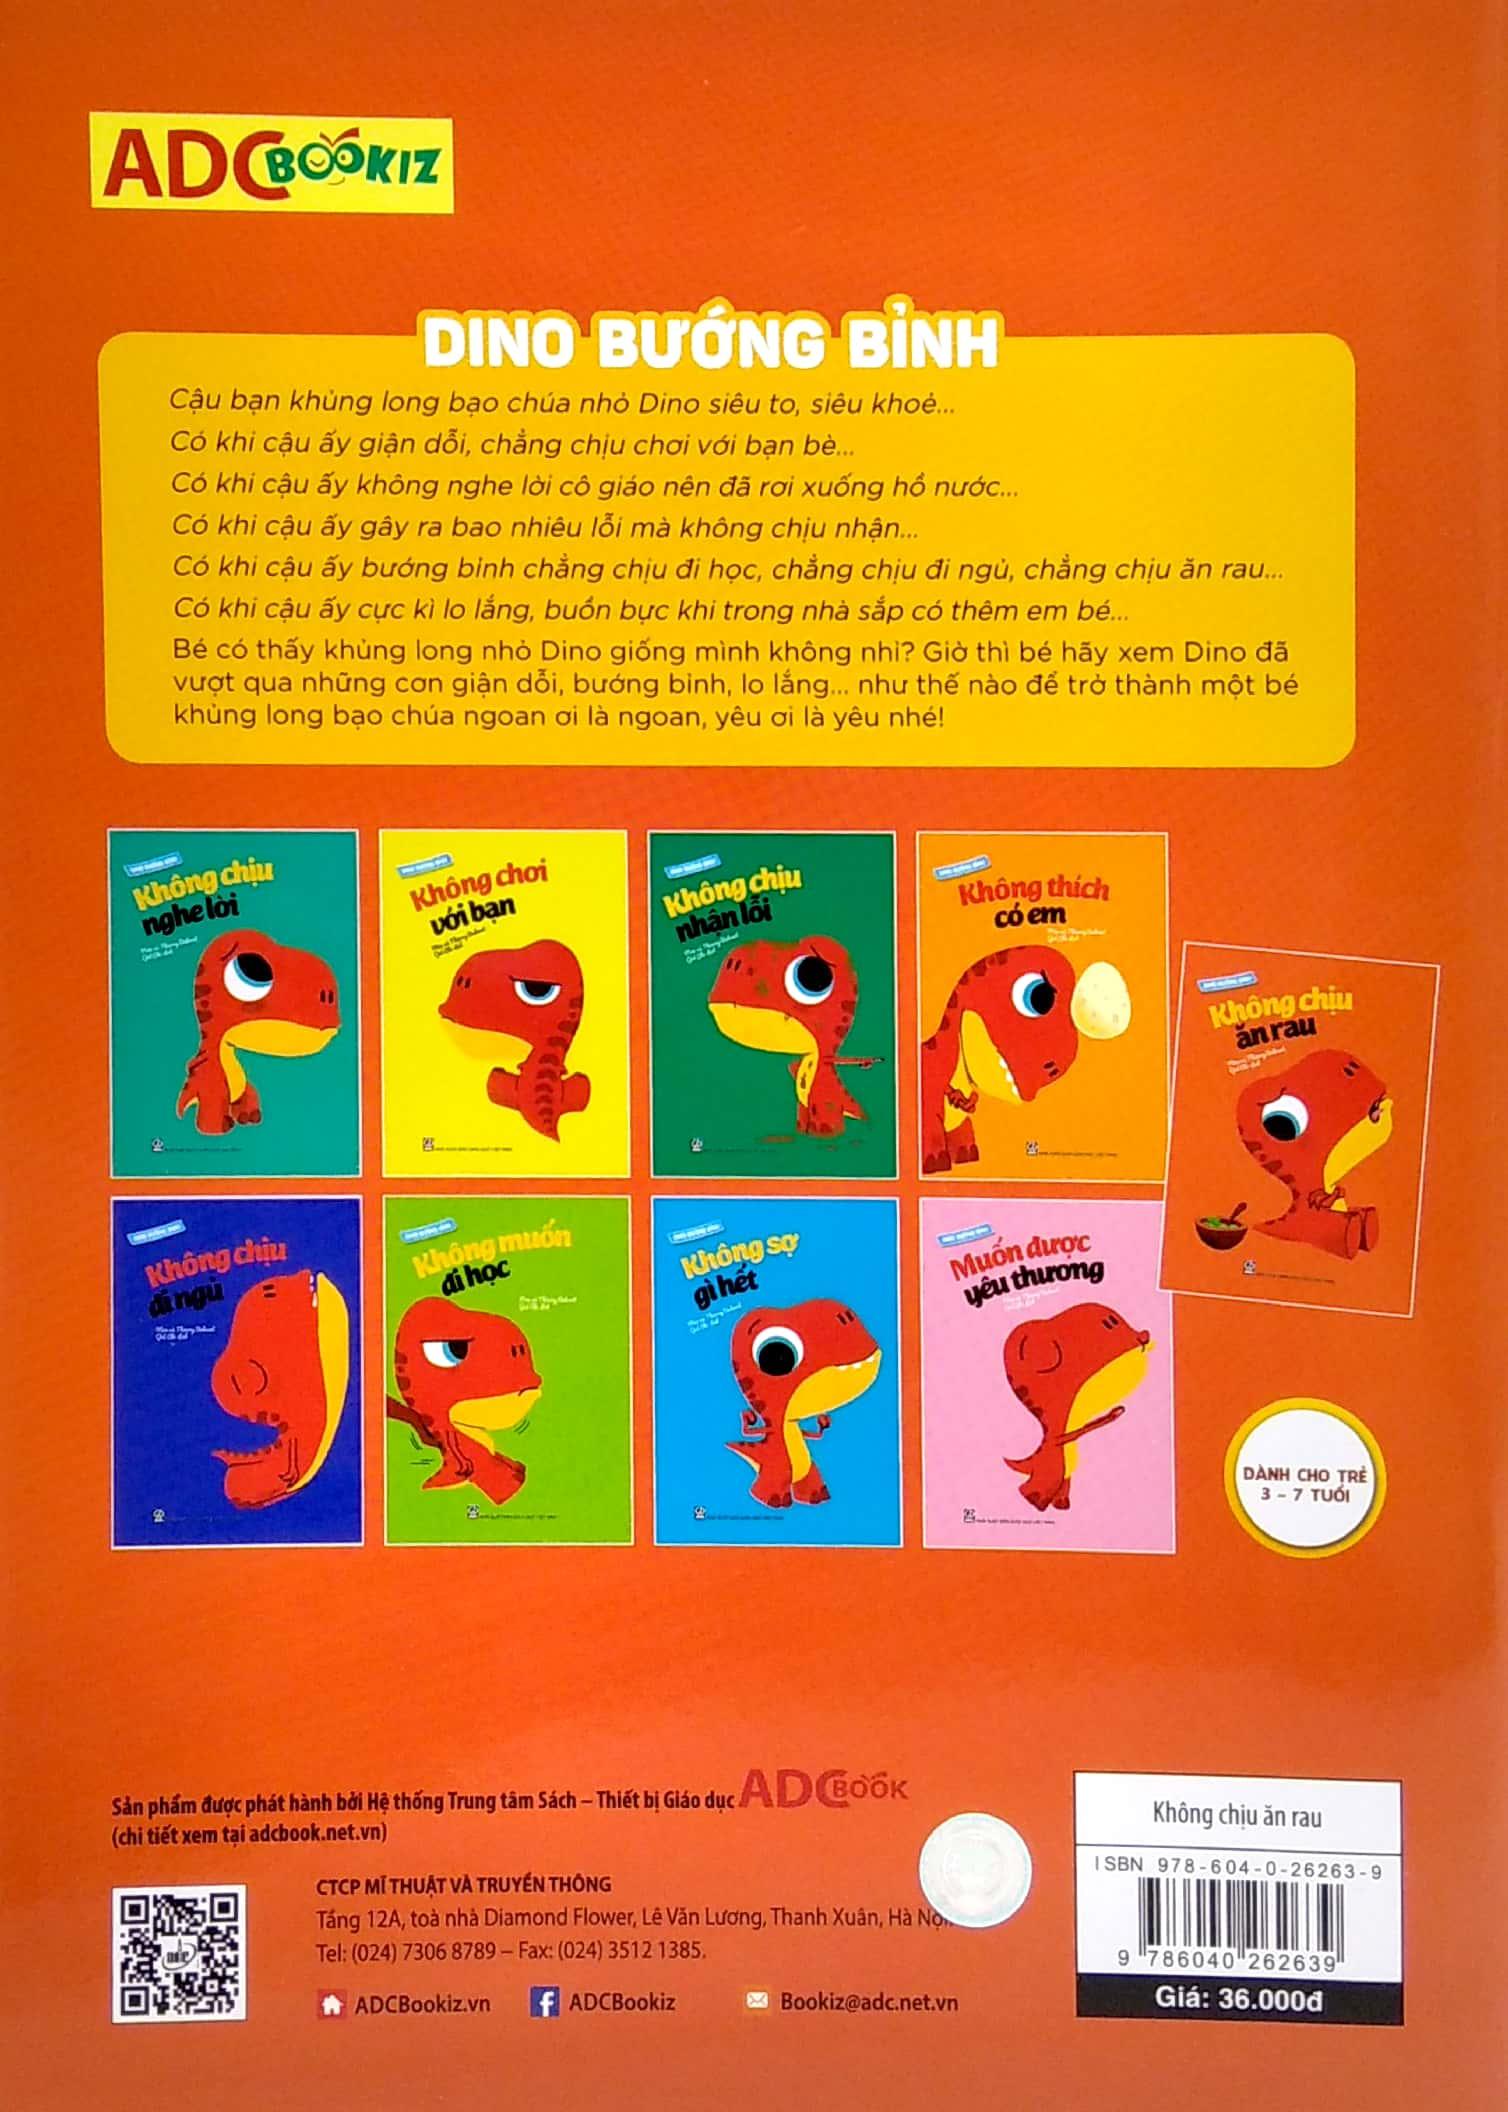 ADC BOOKIZ
DINO BƯỚNG BỈNH
Cậu bạn khủng long bạo chúa nhỏ Dino siêu to, siêu khoẻ...
Có khi cậu ấy giận dỗi, chẳng chịu chơi với bạn bè...
Có khi cậu ấy không nghe lời cô giáo nên đã rơi xuống hồ nước...
Có khi cậu ấy gây ra bao nhiêu lỗi mà không chịu nhận...
Có khi cậu ấy bướng bỉnh chẳng chịu đi học, chẳng chịu đi ngủ, chẳng chịu ăn rau...
Có khi cậu ấy cực kì lo lắng, buồn bực khi trong nhà sắp có thêm em bé...
Bé có thấy khủng long nhỏ Dino giống mình không nhỉ? Giờ thì bé hãy xem Dino đã
vượt qua những cơn giận dỗi, bướng bỉnh, lo lắng... như thế nào để trở thành một bé
khủng long bạo chúa ngoan ơi là ngoan, yêu ơi là yêu nhé!
Không chịu
nghe lời
Không chơi
với bạn
Không chịu
nhận lỗi
Không thích
có em
Không chịu
ăn rau
Không chịu
đi ngủ
Không muốn
đi học
Không sợ
gì hết
Muốn được
yêu thương
DÀNH CHO TRẺ
3 – 7 TUỔI
Sản phẩm được phát hành bởi Hệ thống Trung tâm Sách – Thiết bị Giáo dục ADC BOOK
(chi tiết xem tại adcbook.net.vn)
CTCP MĨ THUẬT VÀ TRUYỀN THÔNG
Tầng 12A, toà nhà Diamond Flower, Lê Văn Lương, Thanh Xuân, Hà Nội.
Tel: (024) 7306 8789 – Fax: (024) 3512 1385.
ADCBookiz.vn ADCBookiz Bookiz@adc.net.vn
Không chịu ăn rau
ISBN 978-604-0-26263-9
9 786040 262639
Giá: 36.000đ